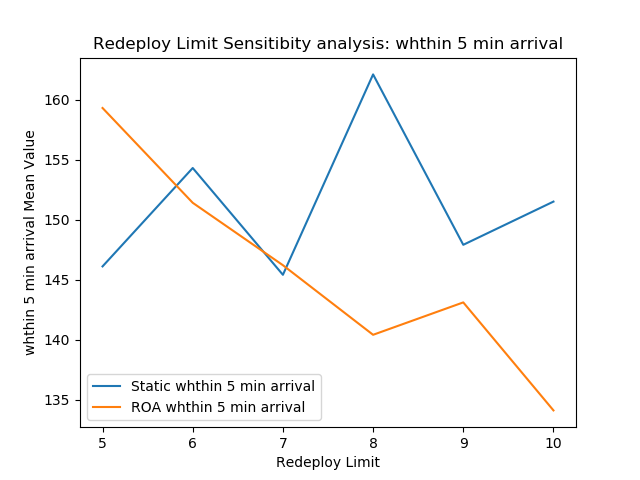 Redeploy Limit Sensitibity analysis: whthin 5 min arrival
whthin 5 min arrival Mean Value
160
155
150
145
140
135
Static whthin 5 min arrival
ROA whthin 5 min arrival
5 6 7 8 9 10
Redeploy Limit